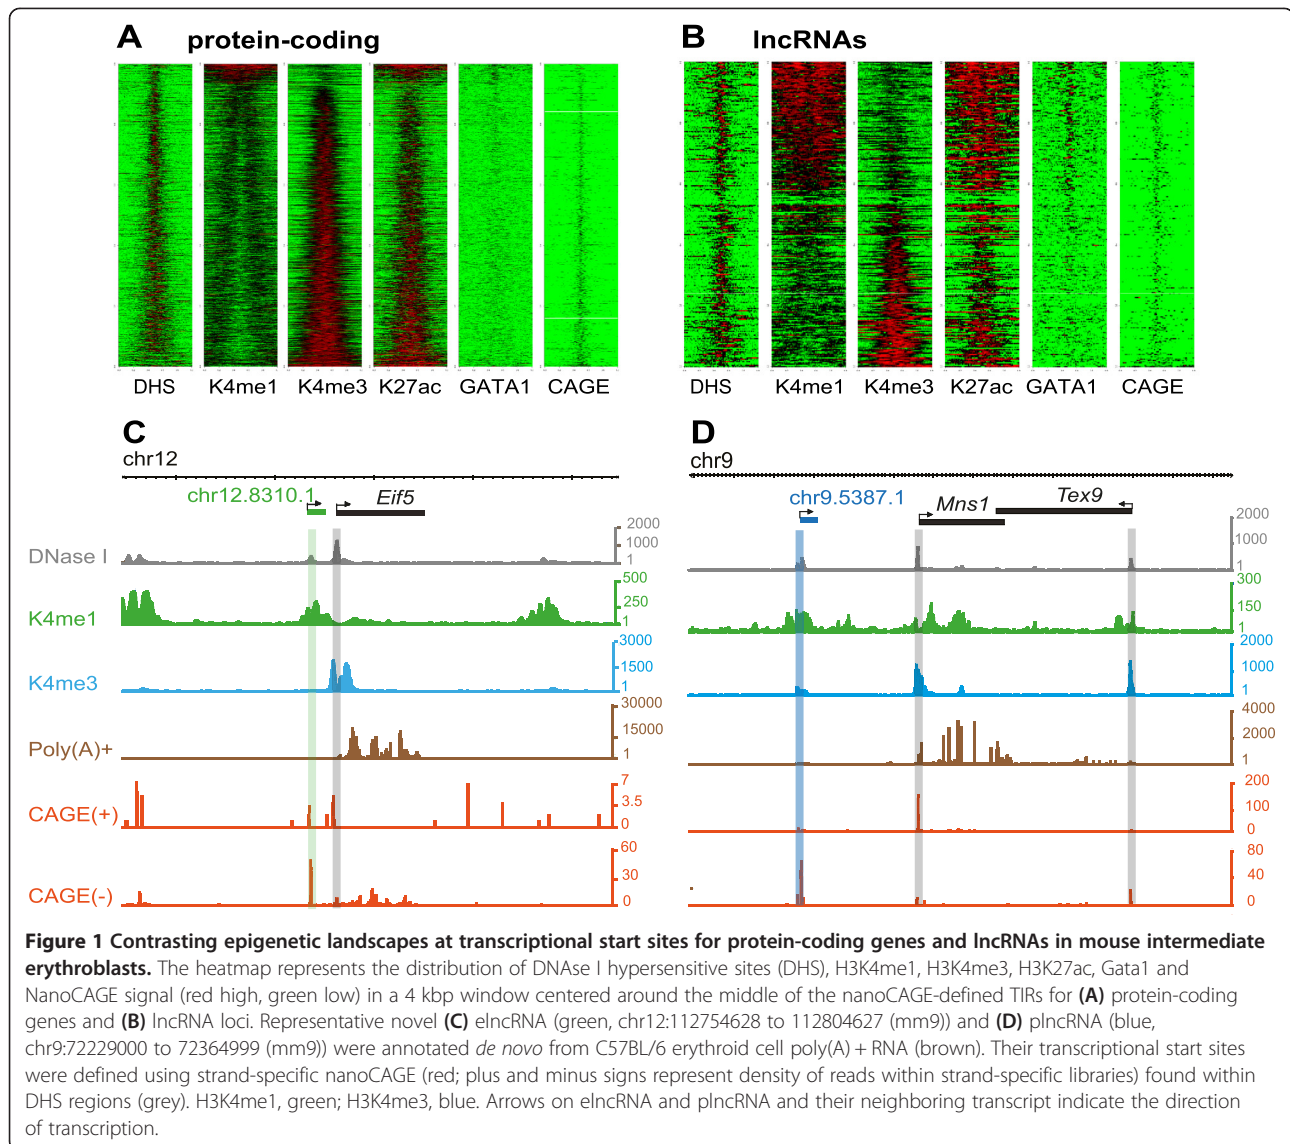 A protein-coding
B lncRNAs
DHS K4me1 K4me3 K27ac GATA1 CAGE
DHS K4me1 K4me3 K27ac GATA1 CAGE
C
chr12
chr12.8310.1
Eif5
DNase I
2000
1000
1
K4me1
500
250
1
K4me3
3000
1500
1
Poly(A)+
30000
15000
1
CAGE(+)
7
3.5
0
CAGE(-)
60
30
0
D
chr9
chr9.5387.1
Mns1
Tex9
2000
1000
1
300
150
1
2000
1000
1
4000
2000
1
200
100
0
80
40
0
Figure 1 Contrasting epigenetic landscapes at transcriptional start sites for protein-coding genes and lncRNAs in mouse intermediate
erythroblasts. The heatmap represents the distribution of DNAse I hypersensitive sites (DHS), H3K4me1, H3K4me3, H3K27ac, Gata1 and
NanoCAGE signal (red high, green low) in a 4 kbp window centered around the middle of the nanoCAGE-defined TIRs for (A) protein-coding
genes and (B) lncRNA loci. Representative novel (C) elncRNA (green, chr12:112754628 to 112804627 (mm9)) and (D) plncRNA (blue,
chr9:72229000 to 72364999 (mm9)) were annotated de novo from C57BL/6 erythroid cell poly(A) + RNA (brown). Their transcriptional start sites
were defined using strand-specific nanoCAGE (red; plus and minus signs represent density of reads within strand-specific libraries) found within
DHS regions (grey). H3K4me1, green; H3K4me3, blue. Arrows on elncRNA and plncRNA and their neighboring transcript indicate the direction
of transcription.